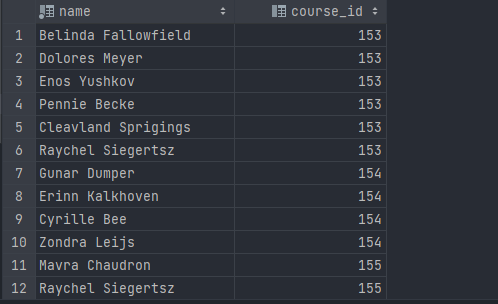 name course_id
1 Belinda Fallowfield 153
2 Dolores Meyer 153
3 Enos Yushkov 153
4 Pennie Becke 153
5 Cleavland Sprigings 153
6 Raychel Siegertsz 153
7 Gunar Dumper 154
8 Erinn Kalkhoven 154
9 Cyrille Bee 154
10 Zondra Leijs 154
11 Mavra Chaudron 155
12 Raychel Siegertsz 155